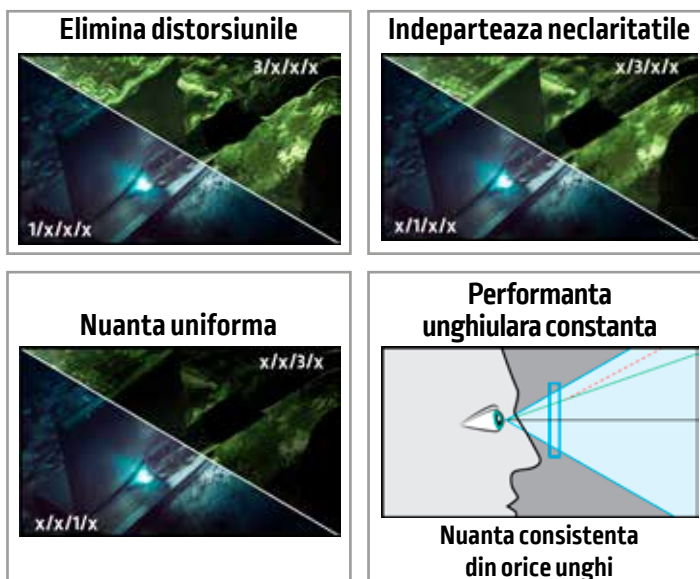 Elimina distorsiunile
3/x/x/x
1/x/x/x
Indeparteaza neclaritatile
x/3/x/x
x/1/x/x
Nuanta uniforma
x/x/3/x
x/x/1/x
Performanta
unghiulara constanta
Nuanta consistenta
din orice unghi